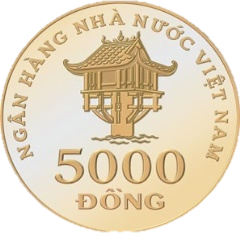 NGÂN HÀNG NHÀ NƯỚC VIỆT NAM
5000
ĐỒNG